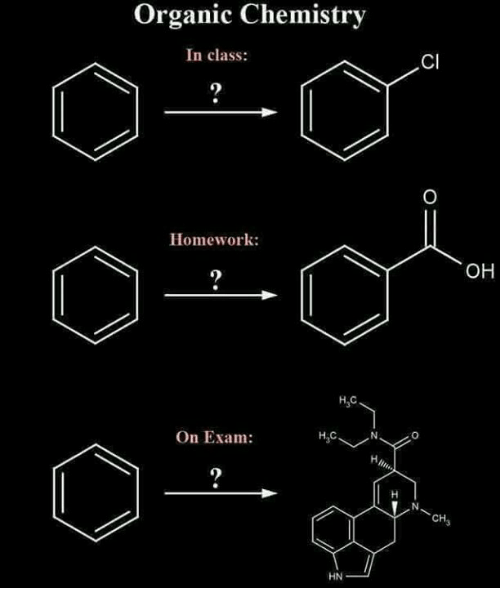 Organic Chemistry
In class:
?
Cl
Homework:
?
O
OH
On Exam:
?
H₃C
H₃C
N
O
H
H
N
CH₃
HN